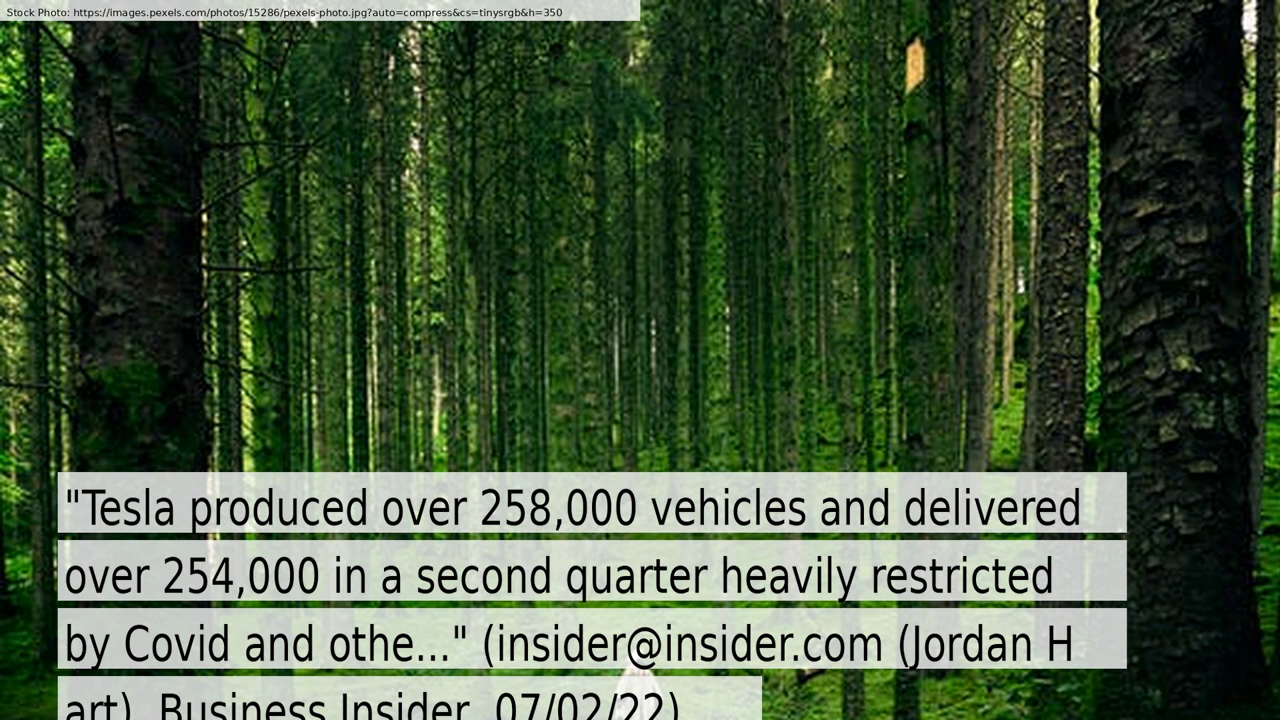 Stock Photo: https://images.pexels.com/photos/15286/pexels-photo.jpg?auto=compress&cs=tinysrgb&h=350
"Tesla produced over 258,000 vehicles and delivered
over 254,000 in a second quarter heavily restricted
by Covid and othe..." (insider@insider.com (Jordan H
art), Business Insider, 07/02/22)